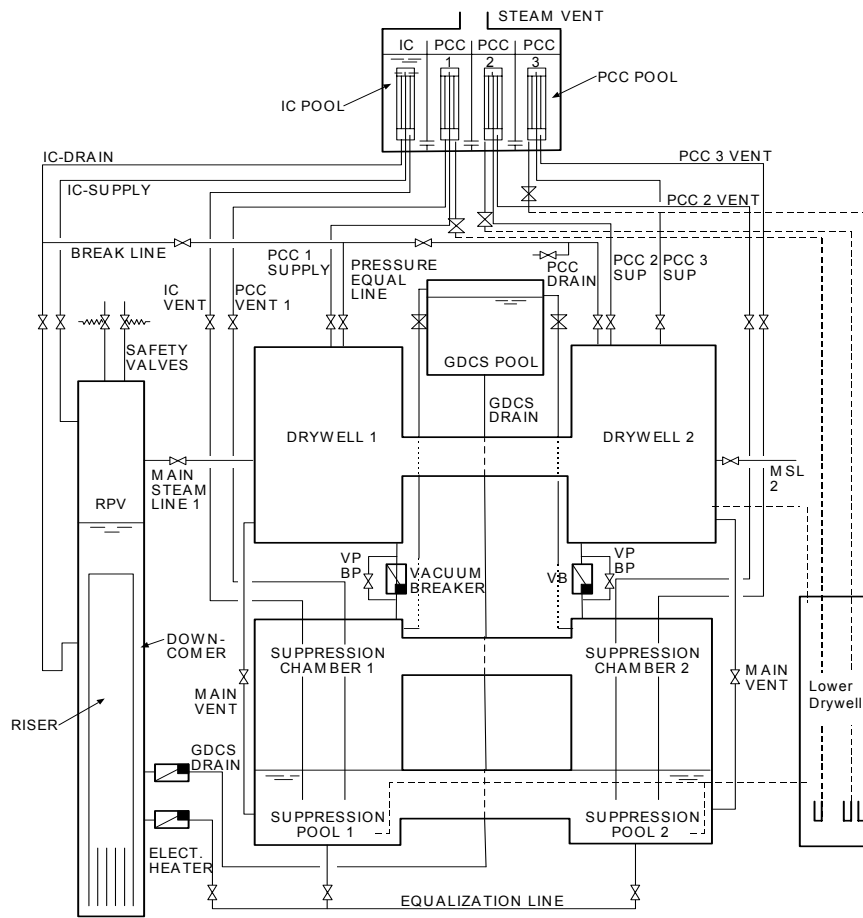 STEAM VENT
IC
PCC
1
PCC
2
PCC
3
IC POOL
PCC POOL
IC-DRAIN
IC-SUPPLY
PCC 3 VENT
PCC 2 VENT
BREAK LINE
PCC 1
SUPPLY
PRESSURE
EQUAL
LINE
PCC
DRAIN
PCC 2
SUP
PCC 3
SUP
IC
VENT
PCC
VENT 1
SAFETY
VALVES
GDCS POOL
GDCS
DRAIN
DRYWELL 1
DRYWELL 2
MAIN
STEAM
LINE 1
MSL
2
RPV
VP
BP
VACUUM
BREAKER
VB
VP
BP
DOWN-
COMER
SUPPRESSION
CHAMBER 1
SUPPRESSION
CHAMBER 2
MAIN
VENT
MAIN
VENT
Lower
Drywell
RISER
GDCS
DRAIN
SUPPRESSION
POOL 1
SUPPRESSION
POOL 2
ELECT.
HEATER
EQUALIZATION LINE